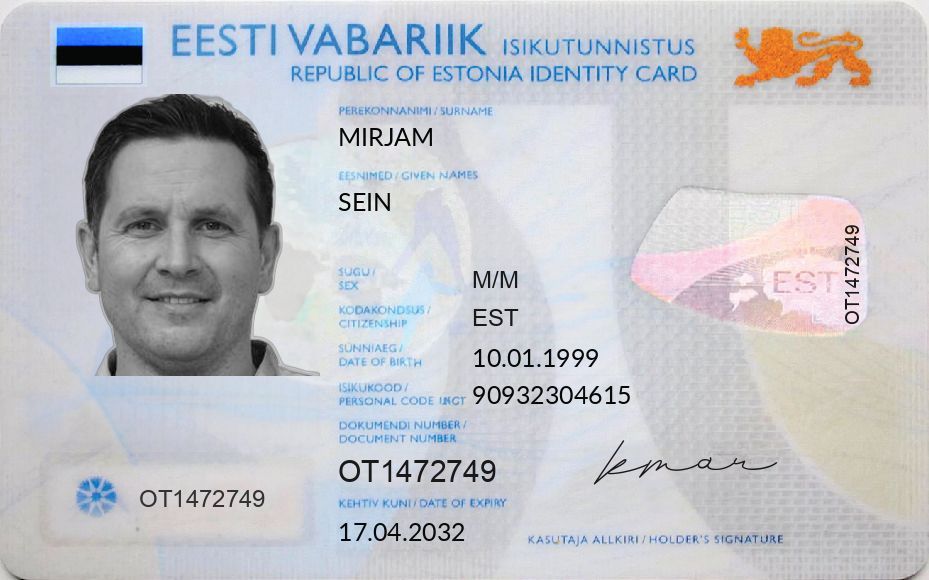 EESTI VABARIIK ISIKUTUNNISTUS
REPUBLIC OF ESTONIA IDENTITY CARD
PEREKONNANIMI / SURNAME
MIRJAM
EESNIMED / GIVEN NAMES
SEIN
SUGU /
SEX
M/M
KODAKONDSUS /
CITIZENSHIP
EST
SÜNNIAEG /
DATE OF BIRTH
10.01.1999
ISIKUKOOD /
PERSONAL CODE
90932304615
DOKUMENDI NUMBER /
DOCUMENT NUMBER
OT1472749
KEHTIV KUNI / DATE OF EXPIRY
17.04.2032
OT1472749
EST
OT1472749
kmar
KASUTAJA ALLKIRI / HOLDER'S SIGNATURE